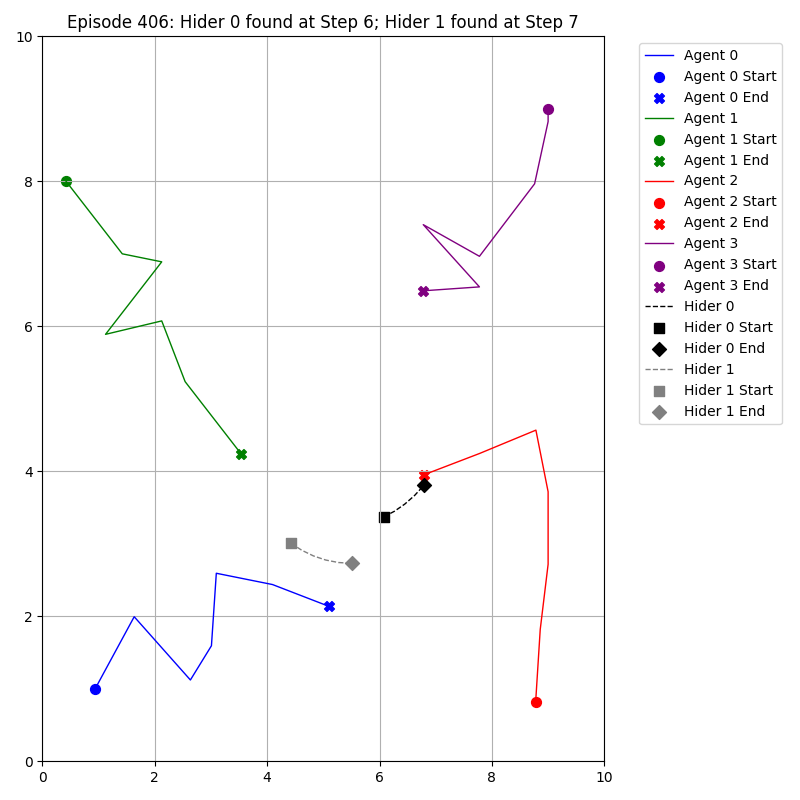 Episode 406: Hider 0 found at Step 6; Hider 1 found at Step 7
10
8
6
4
2
0
0 2 4 6 8 10
Agent 0
Agent 0 Start
Agent 0 End
Agent 1
Agent 1 Start
Agent 1 End
Agent 2
Agent 2 Start
Agent 2 End
Agent 3
Agent 3 Start
Agent 3 End
Hider 0
Hider 0 Start
Hider 0 End
Hider 1
Hider 1 Start
Hider 1 End